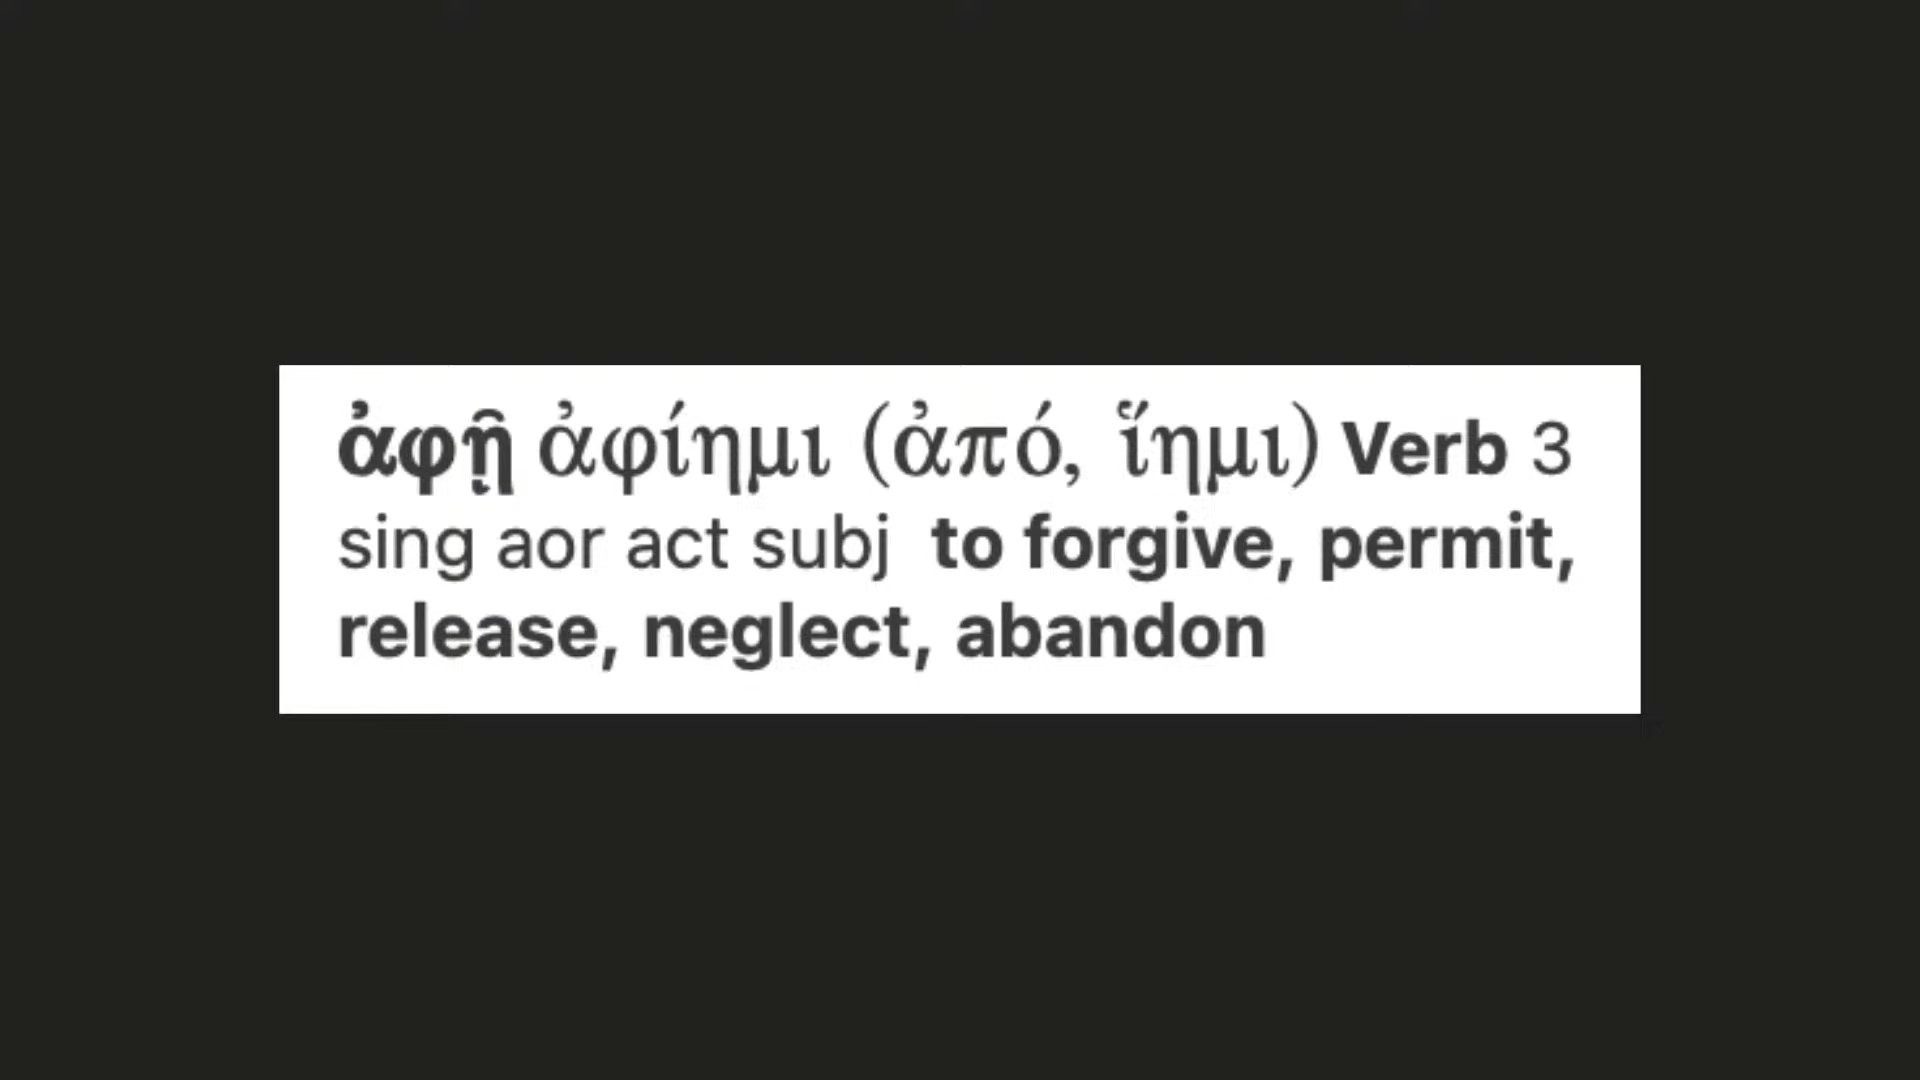 ἀφῇ ἀφίημι (ἀπό, ἵημι) Verb 3
sing aor act subj to forgive, permit,
release, neglect, abandon